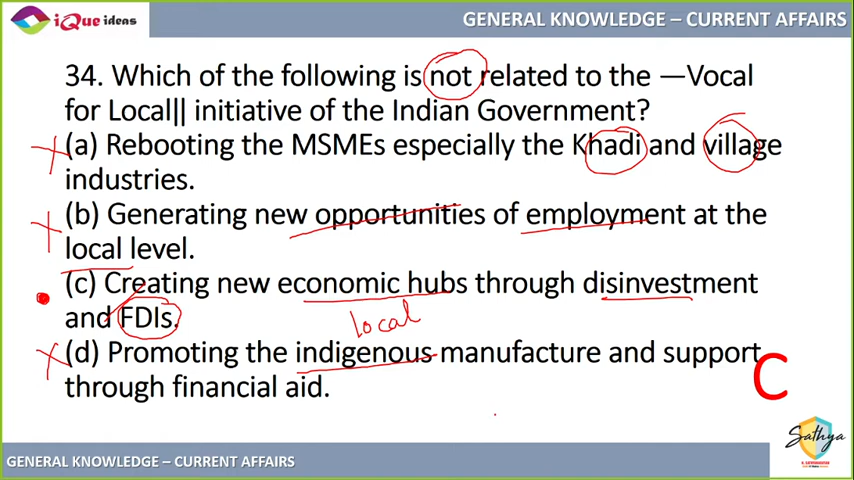 iQue ideas
GENERAL KNOWLEDGE – CURRENT AFFAIRS
34. Which of the following is not related to the ―Vocal
for Local|| initiative of the Indian Government?
(a) Rebooting the MSMEs especially the Khadi and village
industries.
(b) Generating new opportunities of employment at the
local level.
(c) Creating new economic hubs through disinvestment
and FDIs.
local
(d) Promoting the indigenous manufacture and support
through financial aid.
C
Sathya
GENERAL KNOWLEDGE – CURRENT AFFAIRS